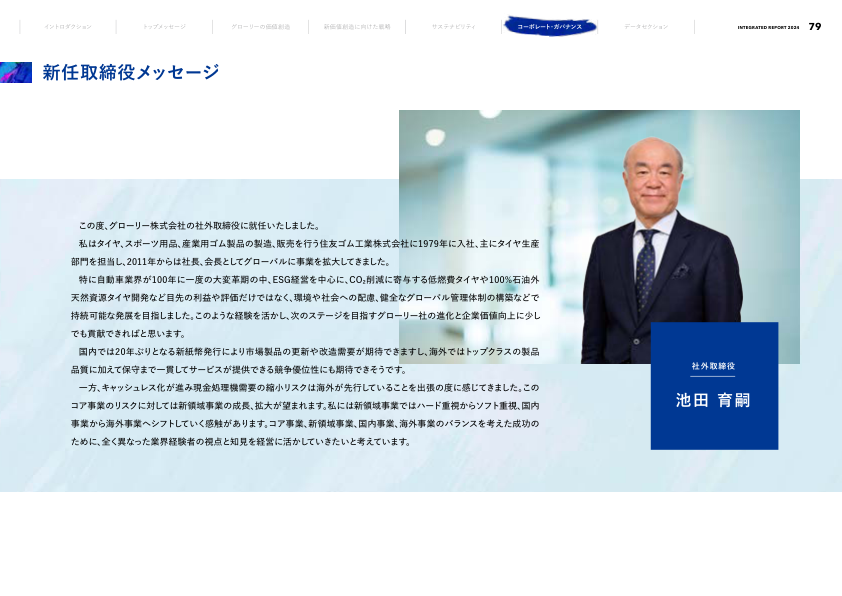 イントロダクション
トップメッセージ
グローリーの価値創造
新価値創造に向けた戦略
サステナビリティ
コーポレート・ガバナンス
データセクション
INTEGRATED REPORT 2024 79
新任取締役メッセージ
この度、グローリー株式会社の社外取締役に就任いたしました。
私はタイヤ、スポーツ用品、産業用ゴム製品の製造、販売を行う住友ゴム工業株式会社に1979年に入社、主にタイヤ生産
部門を担当し、2011年からは社長、会長としてグローバルに事業を拡大してきました。
特に自動車業界が100年に一度の大変革期の中、ESG経営を中心に、CO₂削減に寄与する低燃費タイヤや100%石油外
天然資源タイヤ開発など目先の利益や評価だけではなく、環境や社会への配慮、健全なグローバル管理体制の構築などで
持続可能な発展を目指しました。このような経験を活かし、次のステージを目指すグローリー社の進化と企業価値向上に少し
でも貢献できればと思います。
国内では20年ぶりとなる新紙幣発行により市場製品の更新や改造需要が期待できますし、海外ではトップクラスの製品
品質に加えて保守まで一貫してサービスが提供できる競争優位性にも期待できそうです。
一方、キャッシュレス化が進み現金処理機需要の縮小リスクは海外が先行していることを出張の度に感じてきました。この
コア事業のリスクに対しては新領域事業の成長、拡大が望まれます。私には新領域事業ではハード重視からソフト重視、国内
事業から海外事業へシフトしていく感触があります。コア事業、新領域事業、国内事業、海外事業のバランスを考えた成功の
ために、全く異なった業界経験者の視点と知見を経営に活かしていきたいと考えています。
社外取締役
池田 育嗣